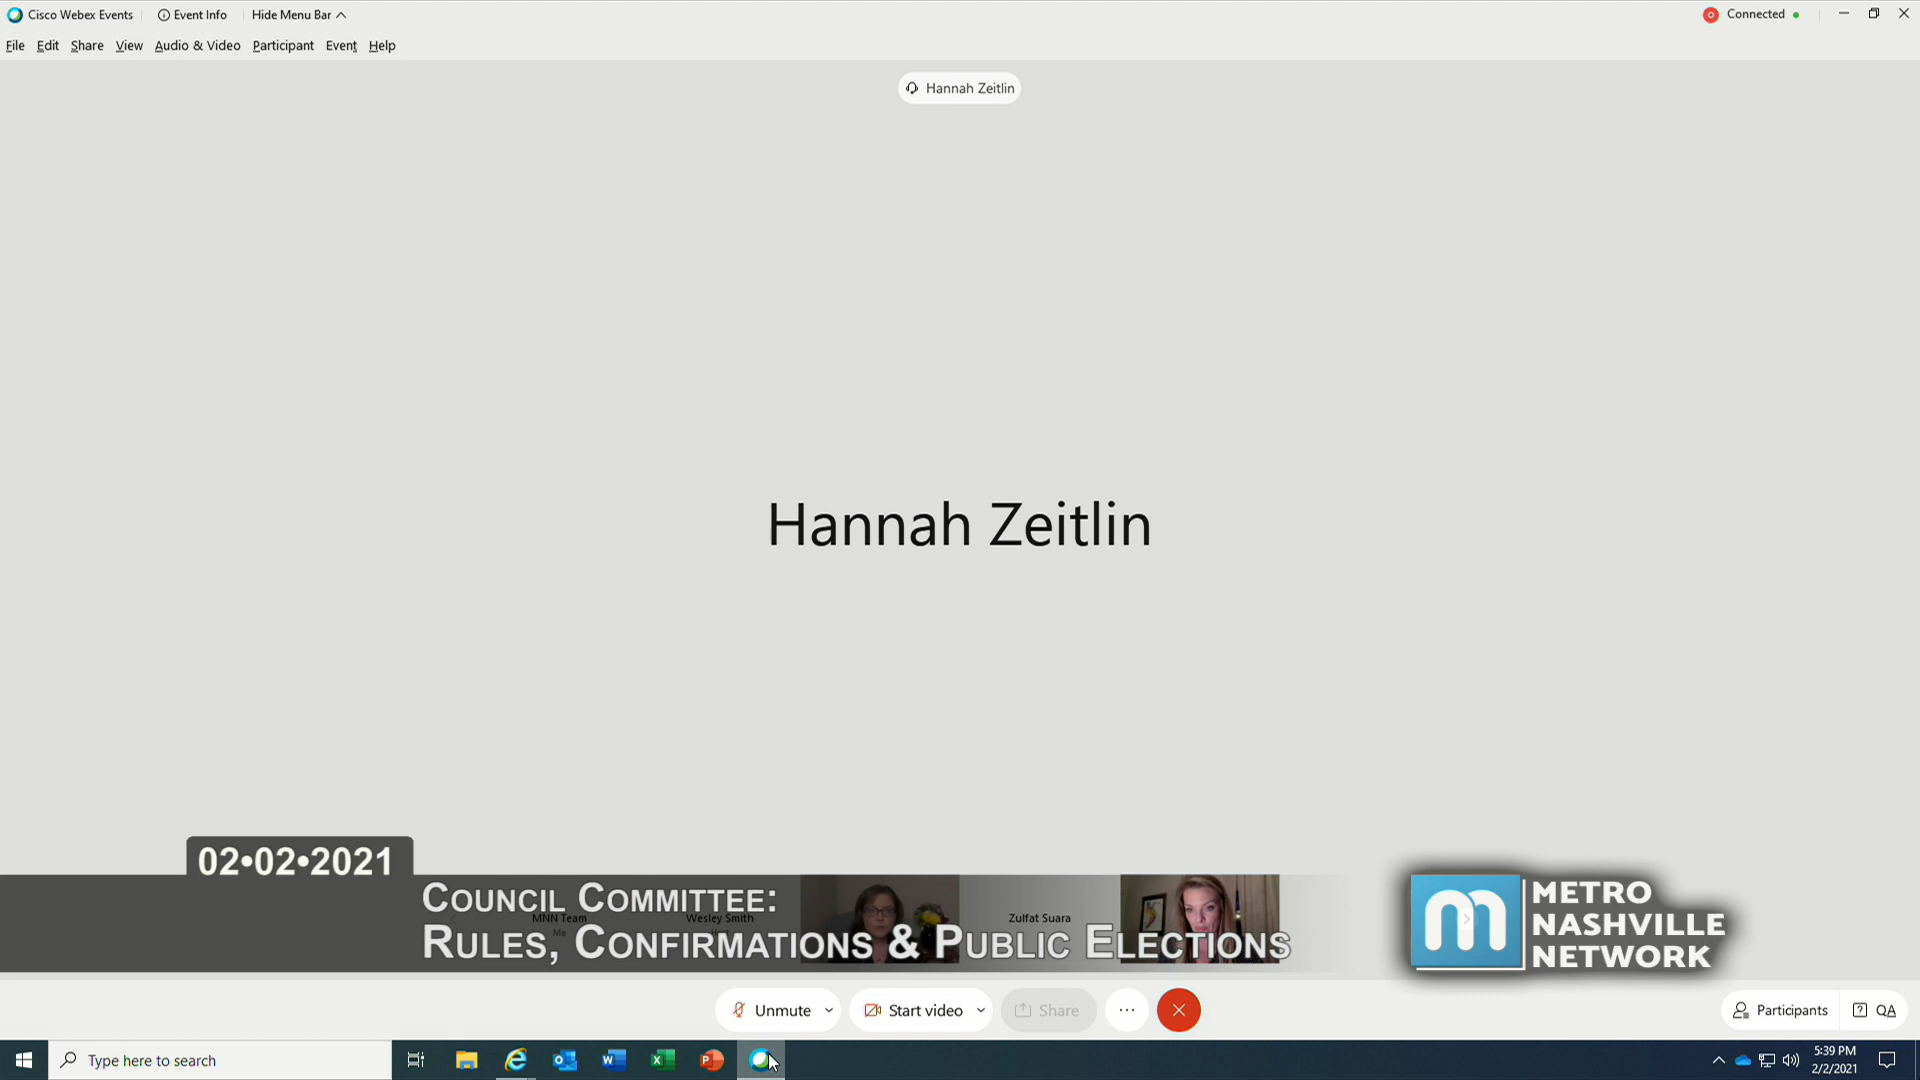 Cisco Webex Events
Event Info
Hide Menu Bar
Connected
File Edit Share View Audio & Video Participant Event Help
Hannah Zeitlin
Hannah Zeitlin
02•02•2021
COUNCIL COMMITTEE:
MNN Team
Me
Wesley Smith
Zulfat Suara
RULES, CONFIRMATIONS & PUBLIC ELECTIONS
m
METRO
NASHVILLE
NETWORK
Unmute
Start video
Share
Participants
QA
Type here to search
5:39 PM
2/2/2021